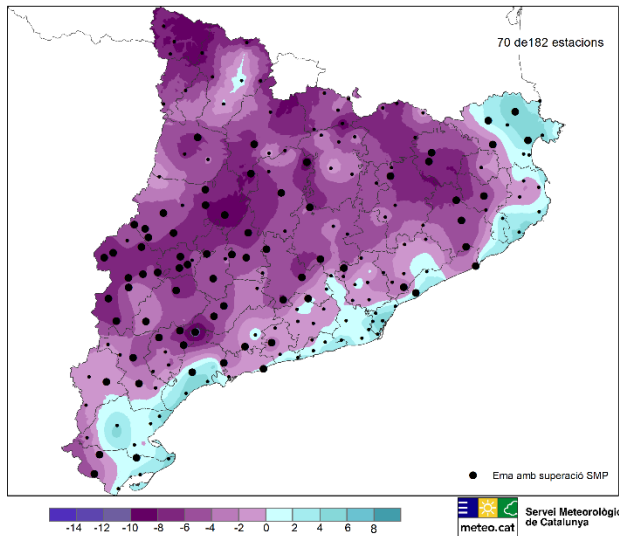 70 de182 estacions
Ema amb superació SMP
-14 -12 -10 -8 -6 -4 -2 0 2 4 6 8
meteo.cat
Servei Meteorològic
de Catalunya